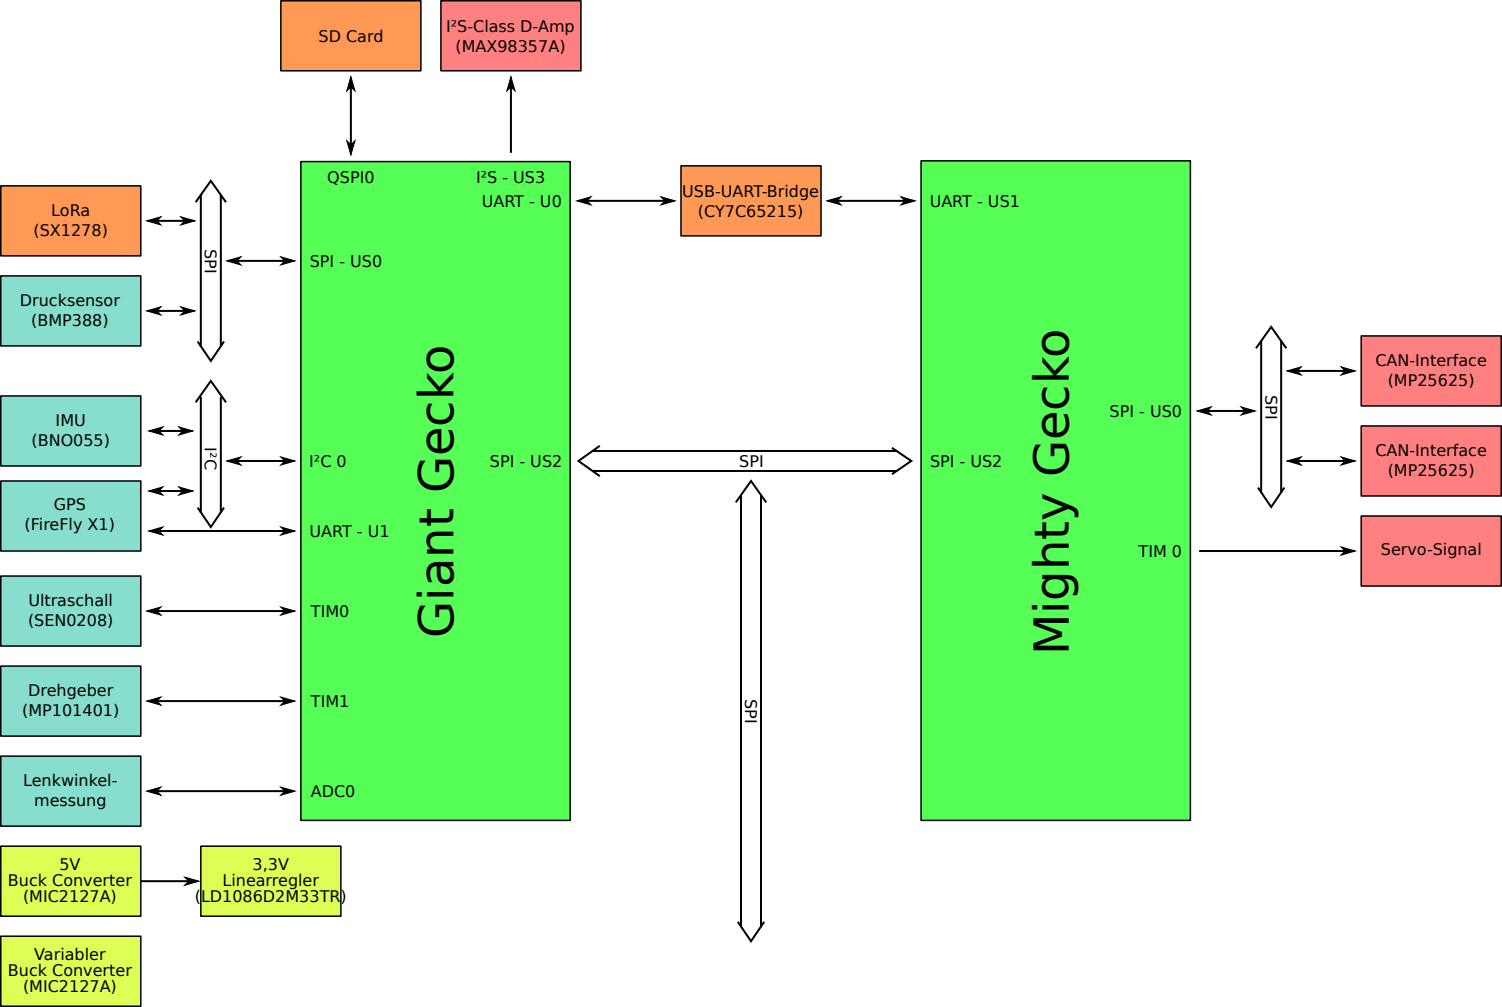 SD Card
I²S-Class D-Amp
(MAX98357A)
QSPI0
I²S - US3
UART - U0
USB-UART-Bridge
(CY7C65215)
UART - US1
LoRa
(SX1278)
SPI
SPI - US0
Drucksensor
(BMP388)
Giant Gecko
Mighty Gecko
IMU
(BNO055)
I²C
I²C 0
SPI - US2
SPI
SPI - US2
SPI - US0
SPI
CAN-Interface
(MP25625)
CAN-Interface
(MP25625)
GPS
(FireFly X1)
UART - U1
TIM 0
Servo-Signal
Ultraschall
(SEN0208)
TIM0
Drehgeber
(MP101401)
TIM1
SPI
Lenkwinkel-
messung
ADC0
5V
Buck Converter
(MIC2127A)
3,3V
Linearregler
(LD1086D2M33TR)
Variabler
Buck Converter
(MIC2127A)